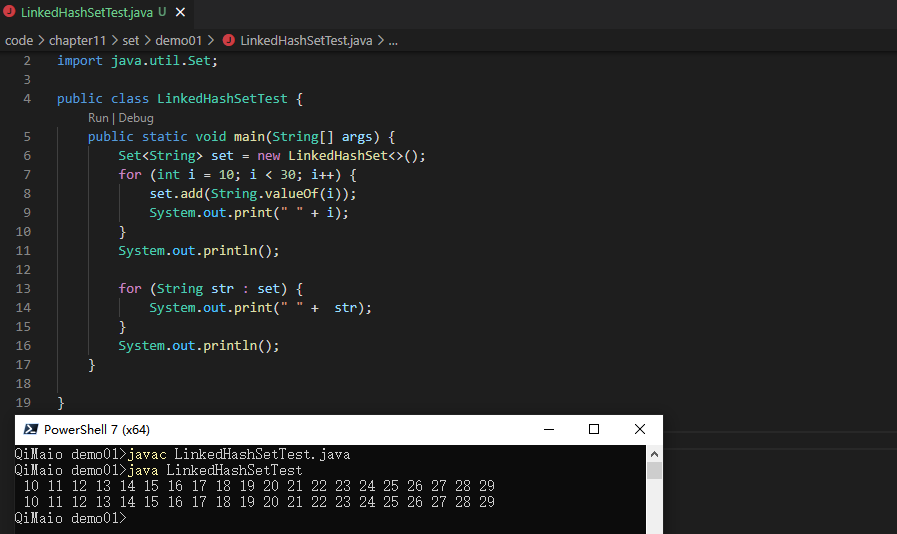 LinkedHashSetTest.java U
code > chapter11 > set > demo01 > LinkedHashSetTest.java > ...
2 import java.util.Set;
3
4 public class LinkedHashSetTest {
Run | Debug
5 public static void main(String[] args) {
6 Set<String> set = new LinkedHashSet<>();
7 for (int i = 10; i < 30; i++) {
8 set.add(String.valueOf(i));
9 System.out.print(" " + i);
10 }
11 System.out.println();
12
13 for (String str : set) {
14 System.out.print(" " +  str);
15 }
16 System.out.println();
17 }
18
19 }
PowerShell 7 (x64)
QiMaio demo01>javac LinkedHashSetTest.java
QiMaio demo01>java LinkedHashSetTest
10 11 12 13 14 15 16 17 18 19 20 21 22 23 24 25 26 27 28 29
10 11 12 13 14 15 16 17 18 19 20 21 22 23 24 25 26 27 28 29
QiMaio demo01>